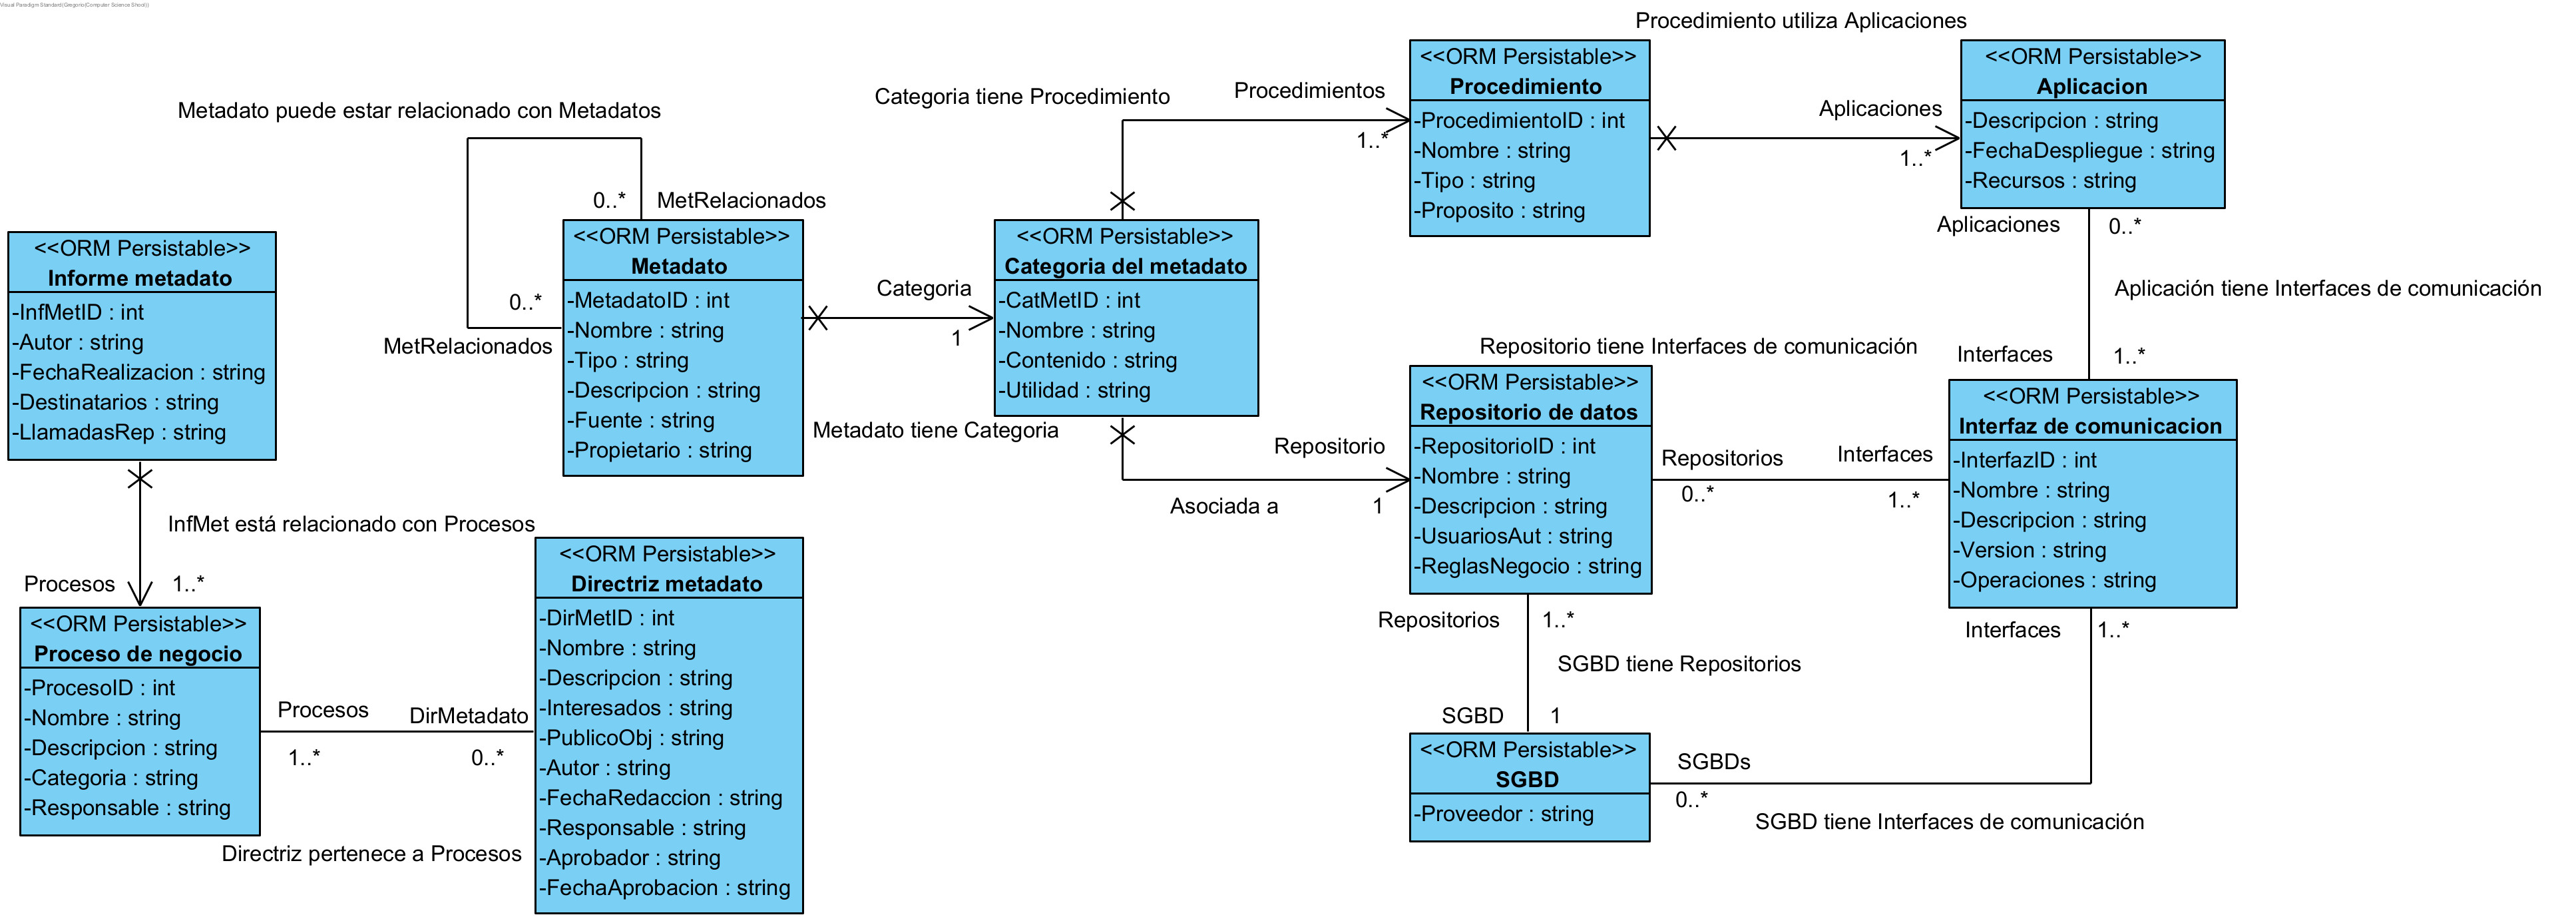 Visual Paradigm Standard(Gregorio(Computer Science Shool))
Procedimiento utiliza Aplicaciones
<<ORM Persistable>>
Procedimiento
-ProcedimientoID : int
-Nombre : string
-Tipo : string
-Proposito : string
<<ORM Persistable>>
Aplicacion
-Descripcion : string
-FechaDespliegue : string
-Recursos : string
Aplicaciones
1..*
Categoria tiene Procedimiento
Procedimientos
1..*
Metadato puede estar relacionado con Metadatos
0..*
MetRelacionados
0..*
MetRelacionados
<<ORM Persistable>>
Informe metadato
-InfMetID : int
-Autor : string
-FechaRealizacion : string
-Destinatarios : string
-LlamadasRep : string
<<ORM Persistable>>
Metadato
-MetadatoID : int
-Nombre : string
-Tipo : string
-Descripcion : string
-Fuente : string
-Propietario : string
Categoria
1
Metadato tiene Categoria
<<ORM Persistable>>
Categoria del metadato
-CatMetID : int
-Nombre : string
-Contenido : string
-Utilidad : string
Aplicaciones
0..*
Aplicación tiene Interfaces de comunicación
Interfaces
1..*
Repositorio tiene Interfaces de comunicación
<<ORM Persistable>>
Repositorio de datos
-RepositorioID : int
-Nombre : string
-Descripcion : string
-UsuariosAut : string
-ReglasNegocio : string
<<ORM Persistable>>
Interfaz de comunicacion
-InterfazID : int
-Nombre : string
-Descripcion : string
-Version : string
-Operaciones : string
Repositorio
Asociada a
1
Repositorios
0..*
Interfaces
1..*
InfMet está relacionado con Procesos
Procesos
1..*
<<ORM Persistable>>
Proceso de negocio
-ProcesoID : int
-Nombre : string
-Descripcion : string
-Categoria : string
-Responsable : string
<<ORM Persistable>>
Directriz metadato
-DirMetID : int
-Nombre : string
-Descripcion : string
-Interesados : string
-PublicoObj : string
-Autor : string
-FechaRedaccion : string
-Responsable : string
-Aprobador : string
-FechaAprobacion : string
Procesos
1..*
DirMetadato
0..*
Directriz pertenece a Procesos
Repositorios
1..*
SGBD tiene Repositorios
SGBD
1
<<ORM Persistable>>
SGBD
-Proveedor : string
Interfaces
1..*
SGBDs
0..*
SGBD tiene Interfaces de comunicación